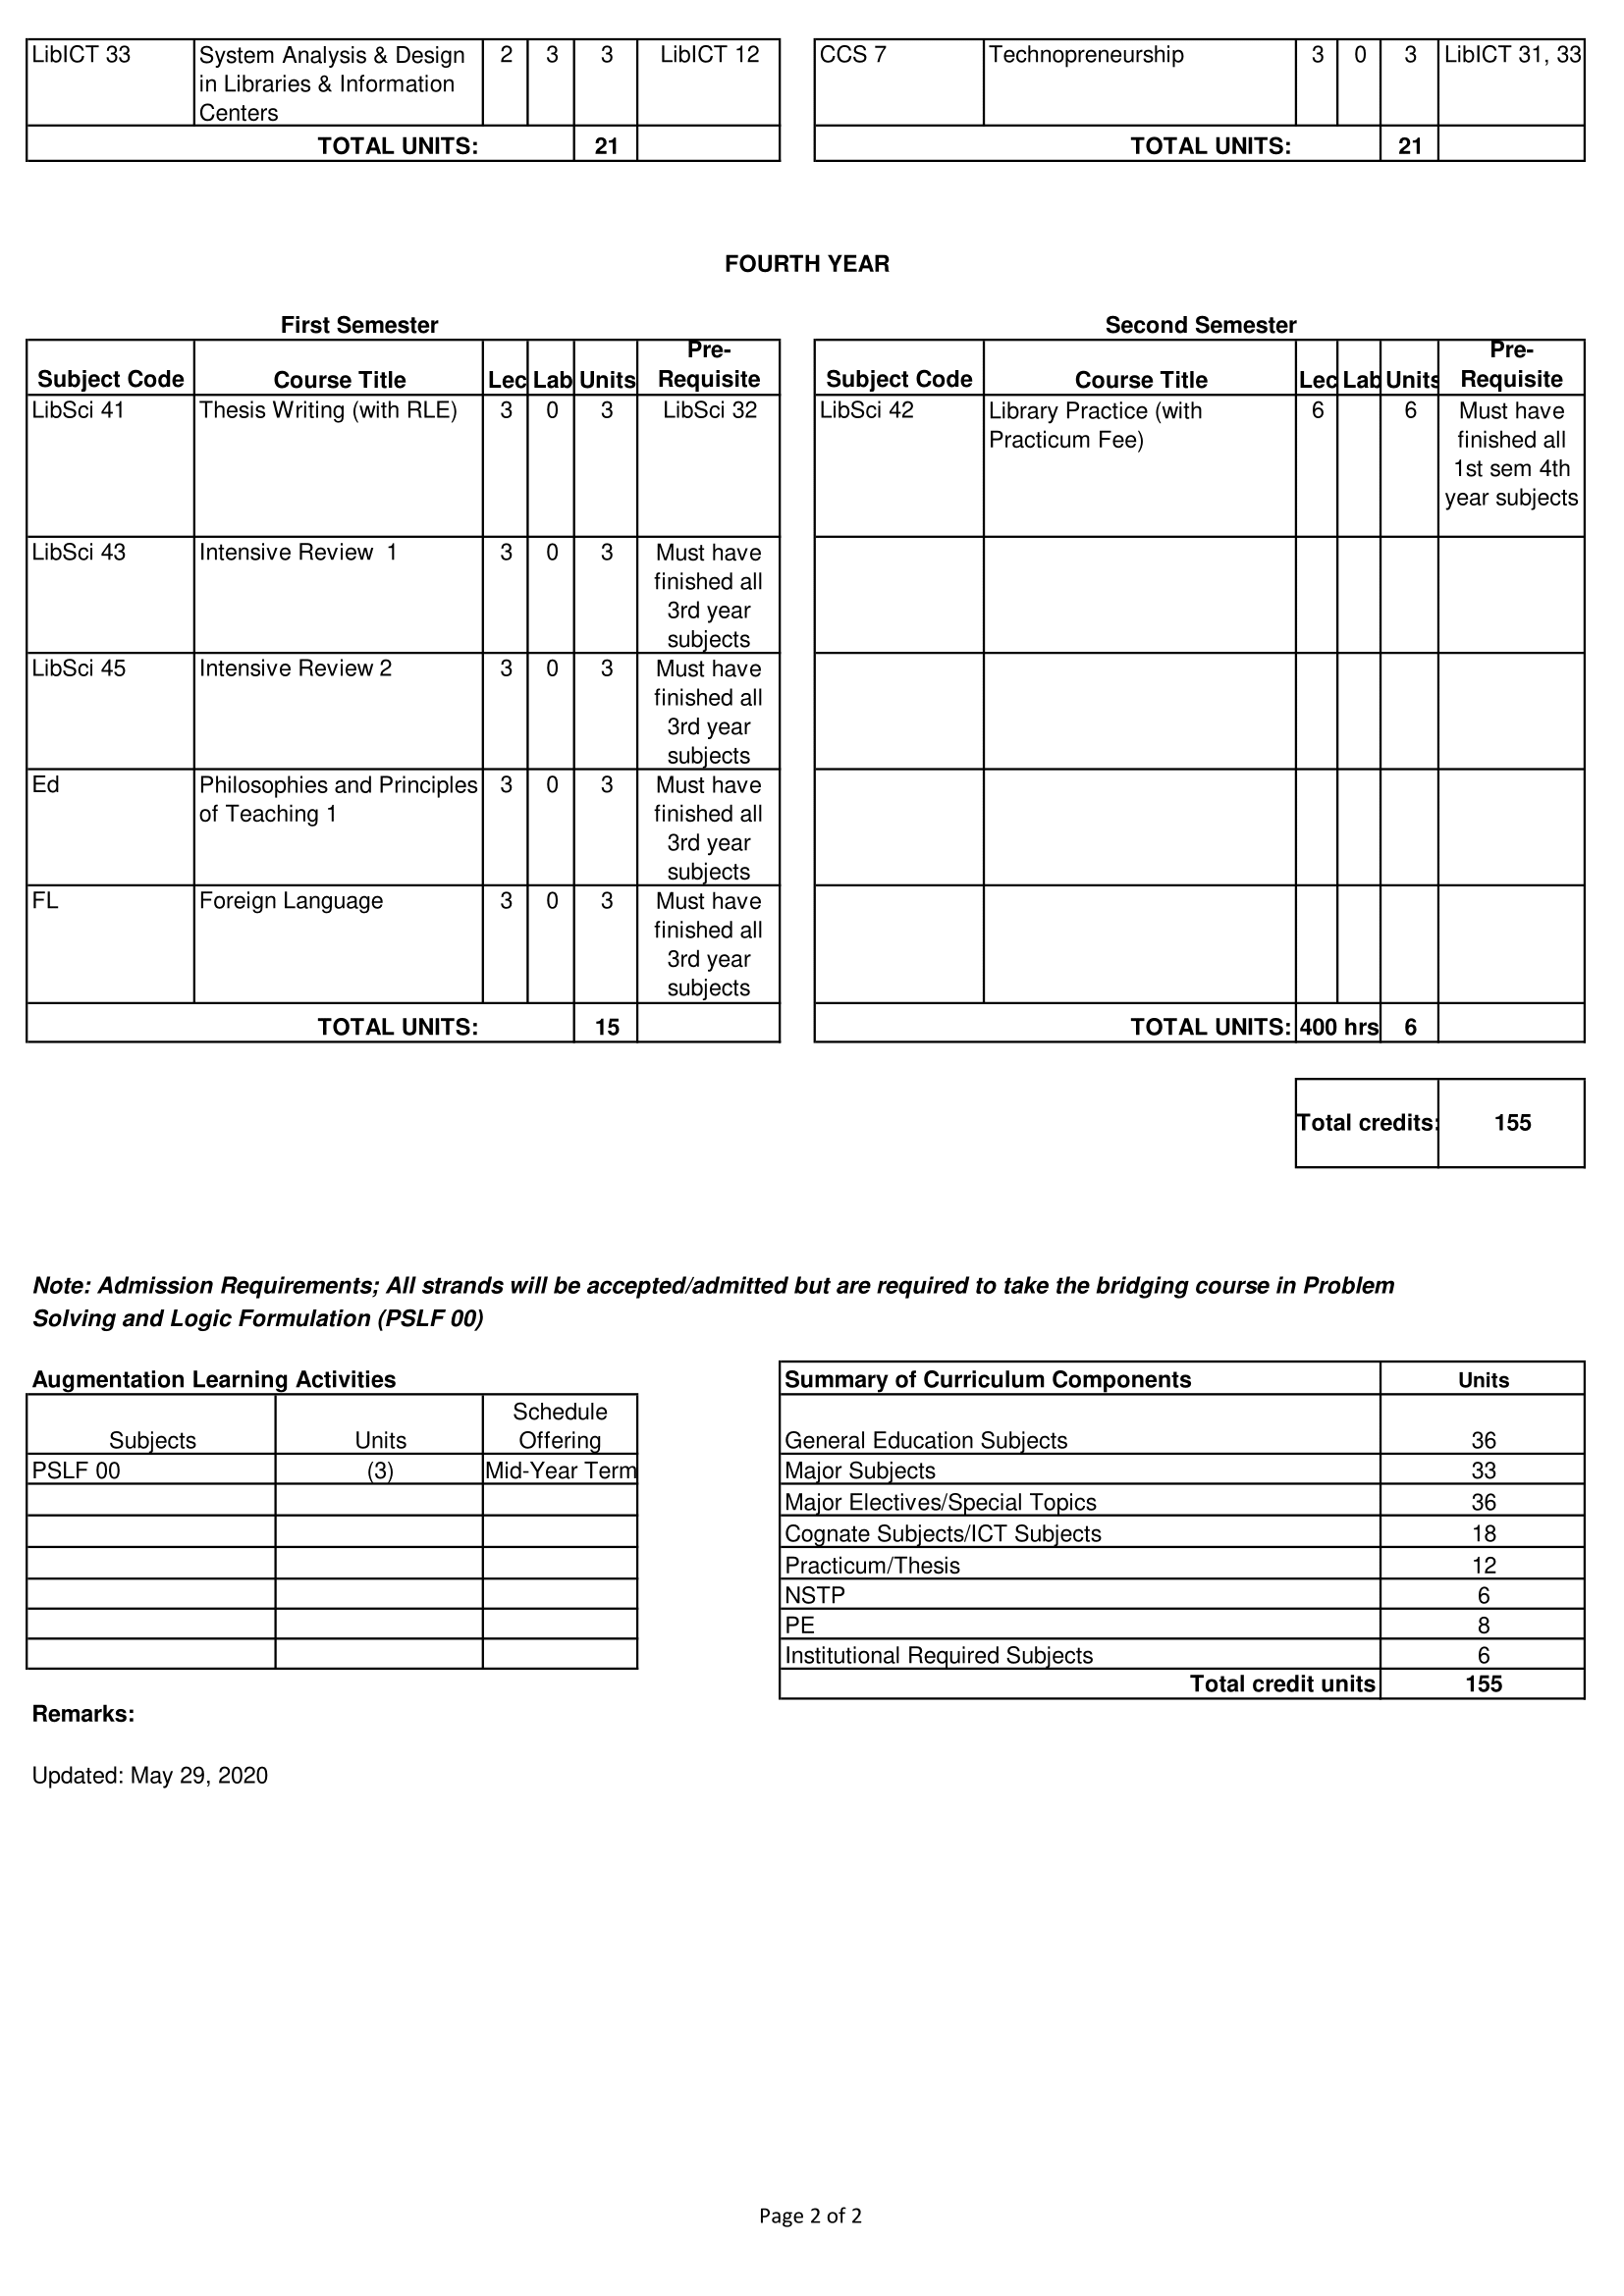 LibICT 33 System Analysis & Design 2 3 3 LibICT 12
in Libraries & Information
Centers
TOTAL UNITS: 21
CCS 7 Technopreneurship 3 0 3 LibICT 31, 33
TOTAL UNITS: 21
FOURTH YEAR
First Semester
Pre-
Subject Code Course Title Lec Lab Units Requisite
LibSci 41 Thesis Writing (with RLE) 3 0 3 LibSci 32
LibSci 43 Intensive Review 1 3 0 3 Must have
finished all
3rd year
subjects
LibSci 45 Intensive Review 2 3 0 3 Must have
finished all
3rd year
subjects
Ed Philosophies and Principles 3 0 3 Must have
of Teaching 1 finished all
3rd year
subjects
FL Foreign Language 3 0 3 Must have
finished all
3rd year
subjects
TOTAL UNITS: 15
Second Semester
Pre-
Subject Code Course Title Lec Lab Units Requisite
LibSci 42 Library Practice (with 6 6 Must have
Practicum Fee) finished all
1st sem 4th
year subjects
TOTAL UNITS: 400 hrs 6
Total credits: 155
Note: Admission Requirements; All strands will be accepted/admitted but are required to take the bridging course in Problem
Solving and Logic Formulation (PSLF 00)
Augmentation Learning Activities
Schedule
Subjects Units Offering
PSLF 00 (3) Mid-Year Term
Summary of Curriculum Components Units
General Education Subjects 36
Major Subjects 33
Major Electives/Special Topics 36
Cognate Subjects/ICT Subjects 18
Practicum/Thesis 12
NSTP 6
PE 8
Institutional Required Subjects 6
Total credit units 155
Remarks:
Updated: May 29, 2020
Page 2 of 2